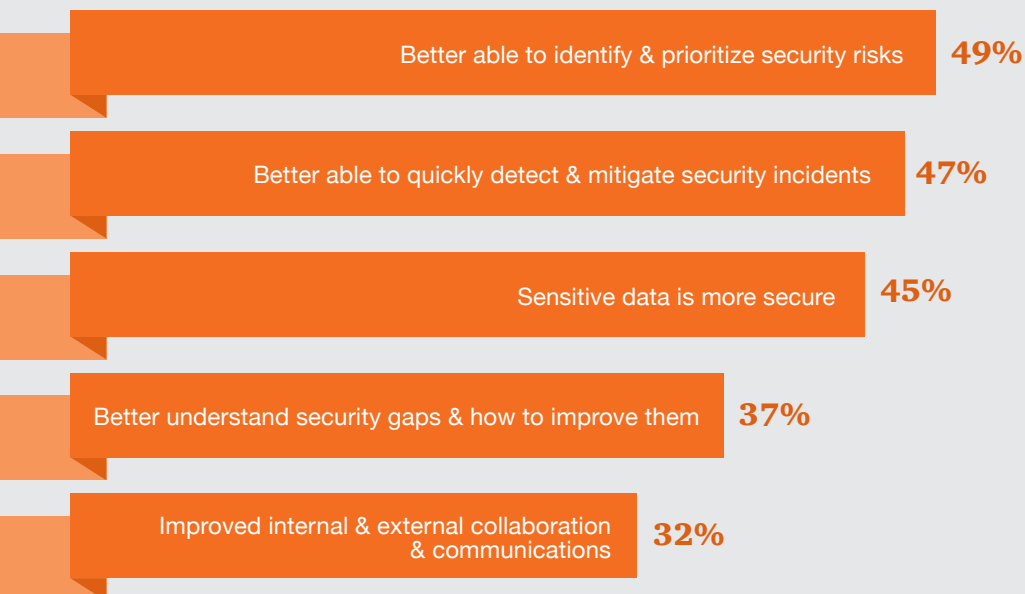 Better able to identify & prioritize security risks 49%
Better able to quickly detect & mitigate security incidents 47%
Sensitive data is more secure 45%
Better understand security gaps & how to improve them 37%
Improved internal & external collaboration
& communications 32%